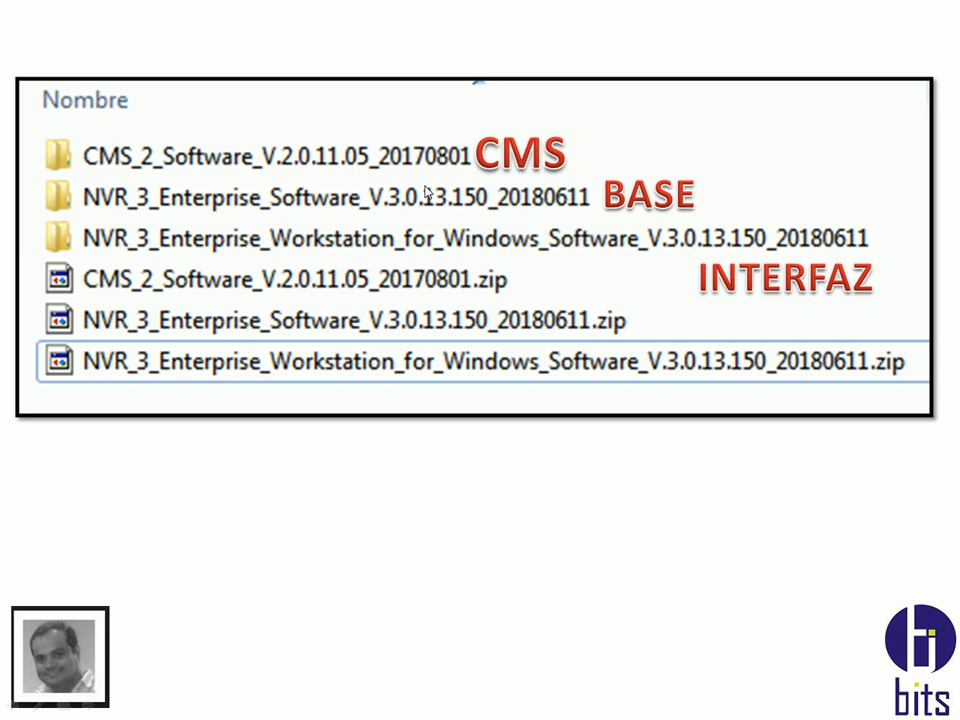 Nombre
CMS_2_Software_V.2.0.11.05_20170801 CMS
NVR_3_Enterprise_Software_V.3.0.13.150_20180611 BASE
NVR_3_Enterprise_Workstation_for_Windows_Software_V.3.0.13.150_20180611
CMS_2_Software_V.2.0.11.05_20170801.zip INTERFAZ
NVR_3_Enterprise_Software_V.3.0.13.150_20180611.zip
NVR_3_Enterprise_Workstation_for_Windows_Software_V.3.0.13.150_20180611.zip
bits